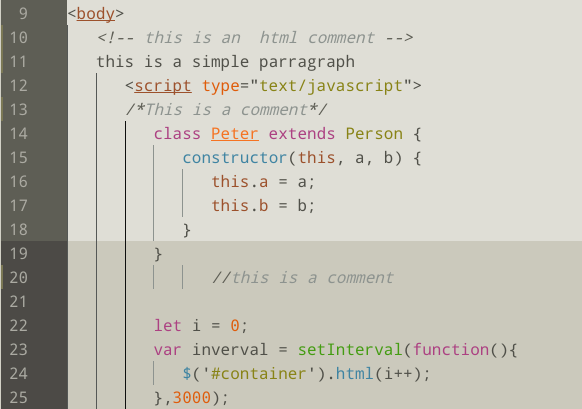 9 <body>
10 <!-- this is an  html comment -->
11 this is a simple parragraph
12 <script type="text/javascript">
13 /*This is a comment*/
14 class Peter extends Person {
15 constructor(this, a, b) {
16 this.a = a;
17 this.b = b;
18 }
19 }
20 //this is a comment
21
22 let i = 0;
23 var inverval = setInterval(function(){
24 $('#container').html(i++);
25 },3000);